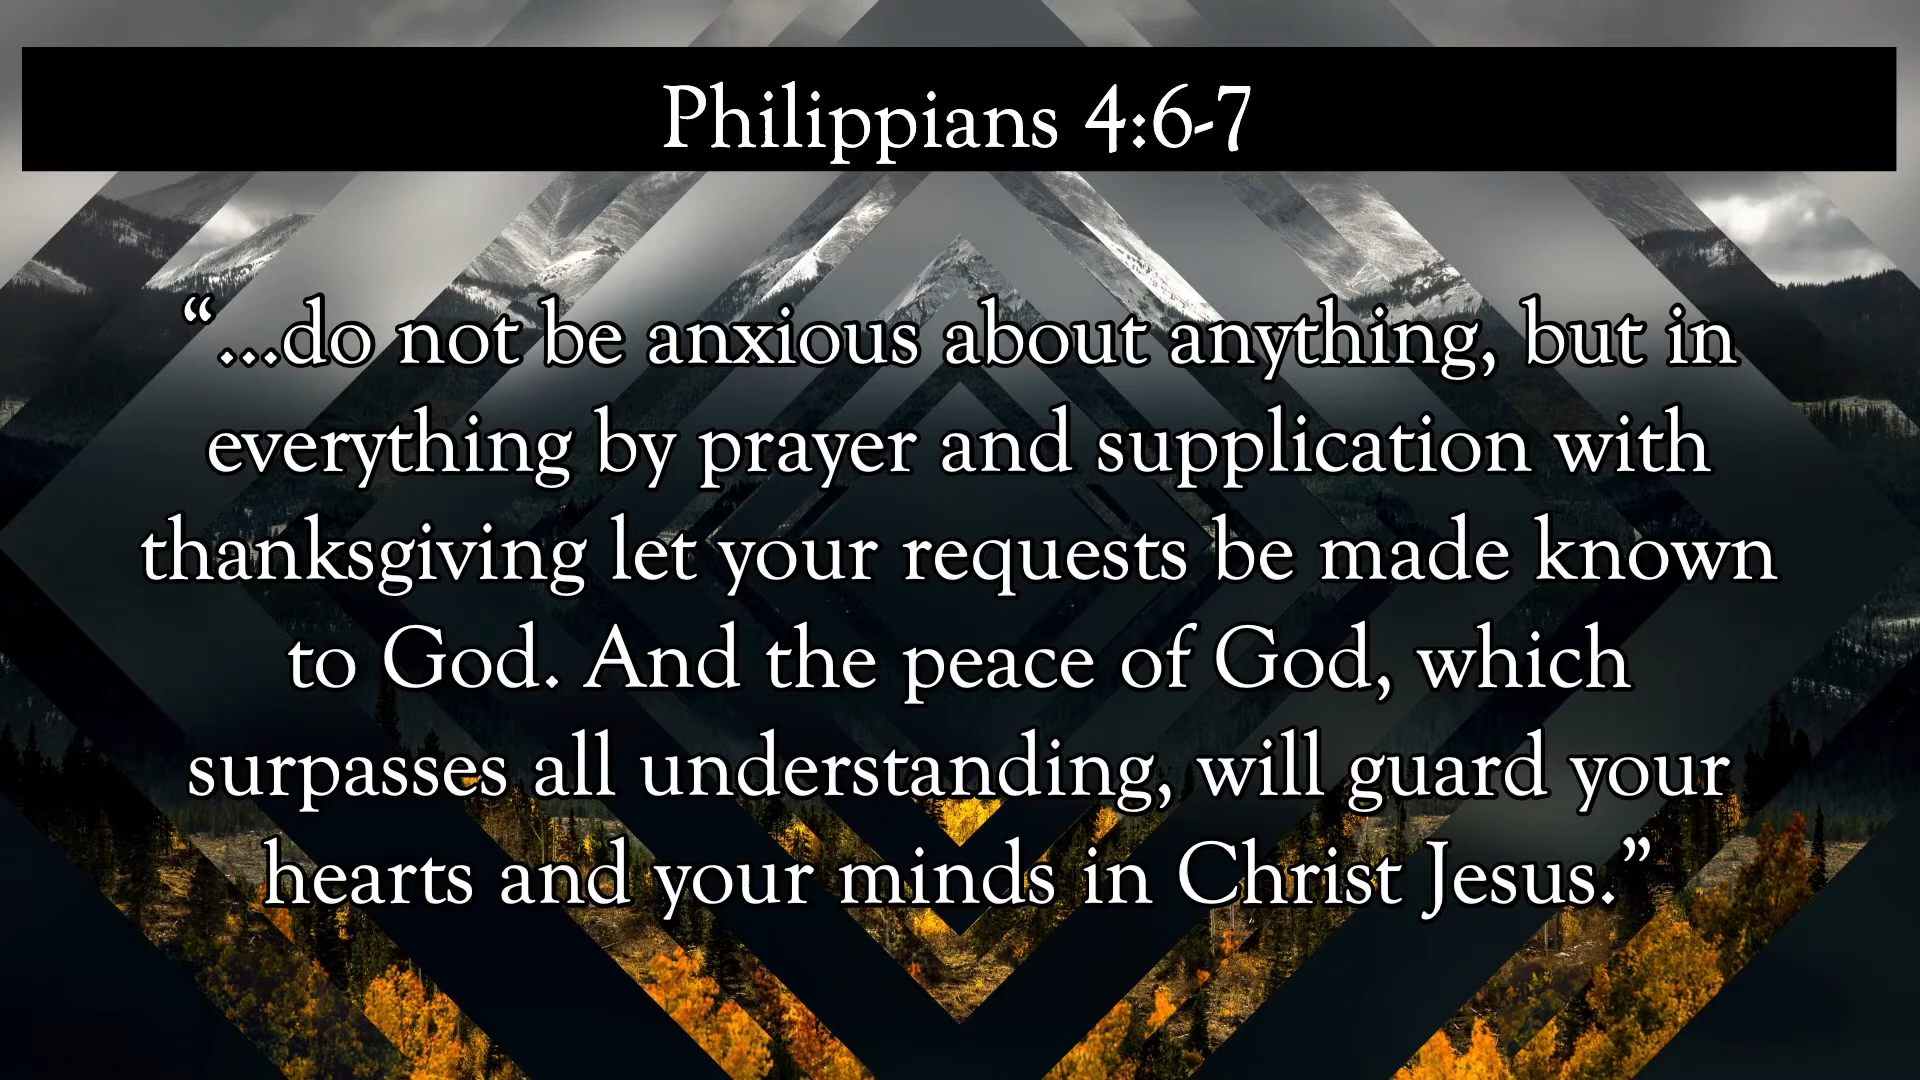 Philippians 4:6-7
“...do not be anxious about anything, but in
everything by prayer and supplication with
thanksgiving let your requests be made known
to God. And the peace of God, which
surpasses all understanding, will guard your
hearts and your minds in Christ Jesus.”